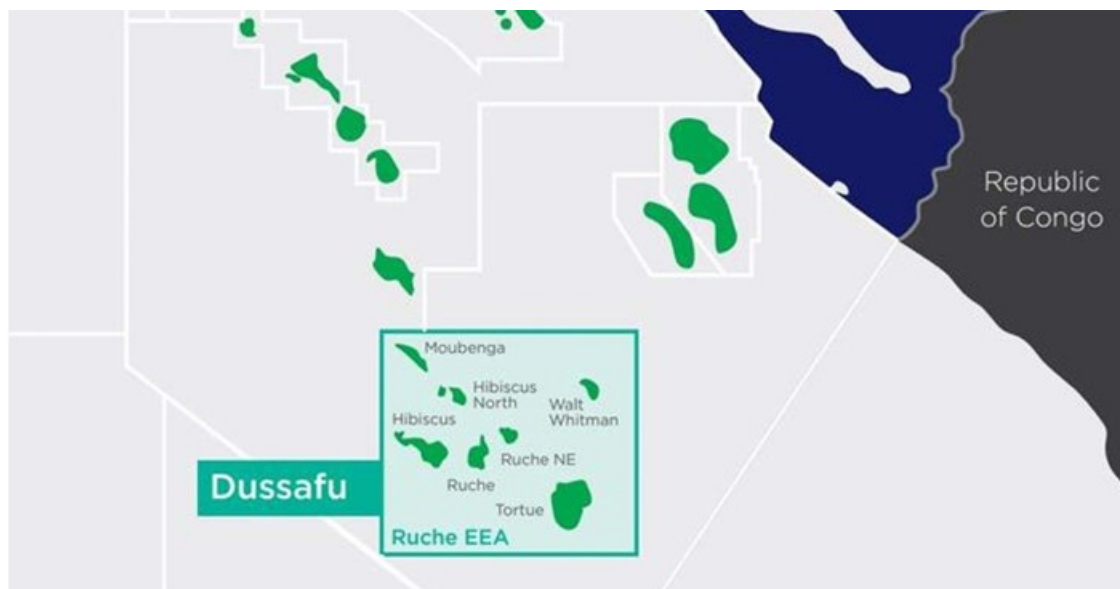 Republic
of Congo
Moubenga
Hibiscus
North
Walt
Whitman
Hibiscus
Ruche NE
Ruche
Dussafu
Tortue
Ruche EEA